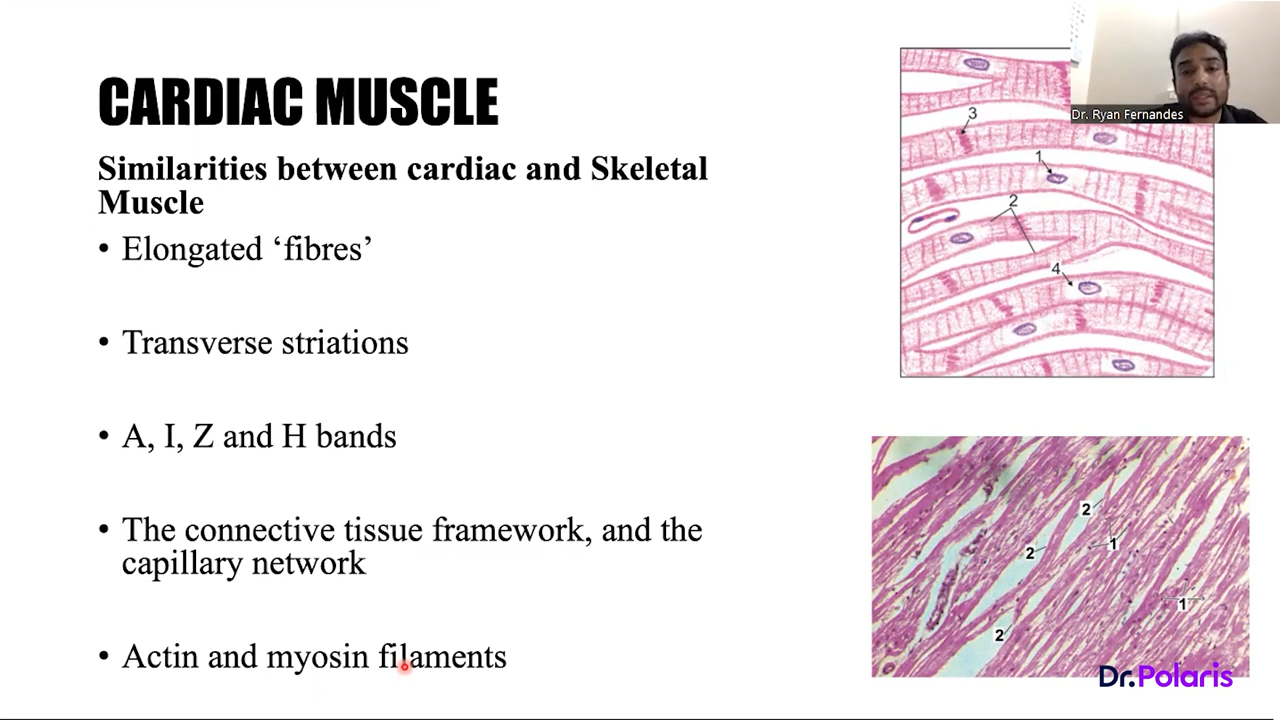 CARDIAC MUSCLE
Similarities between cardiac and Skeletal
Muscle
• Elongated ‘fibres’
• Transverse striations
• A, I, Z and H bands
• The connective tissue framework, and the
capillary network
• Actin and myosin filaments
Dr. Ryan Fernandes
3
1
2
4
2
1
2
1
2
Dr.Polaris